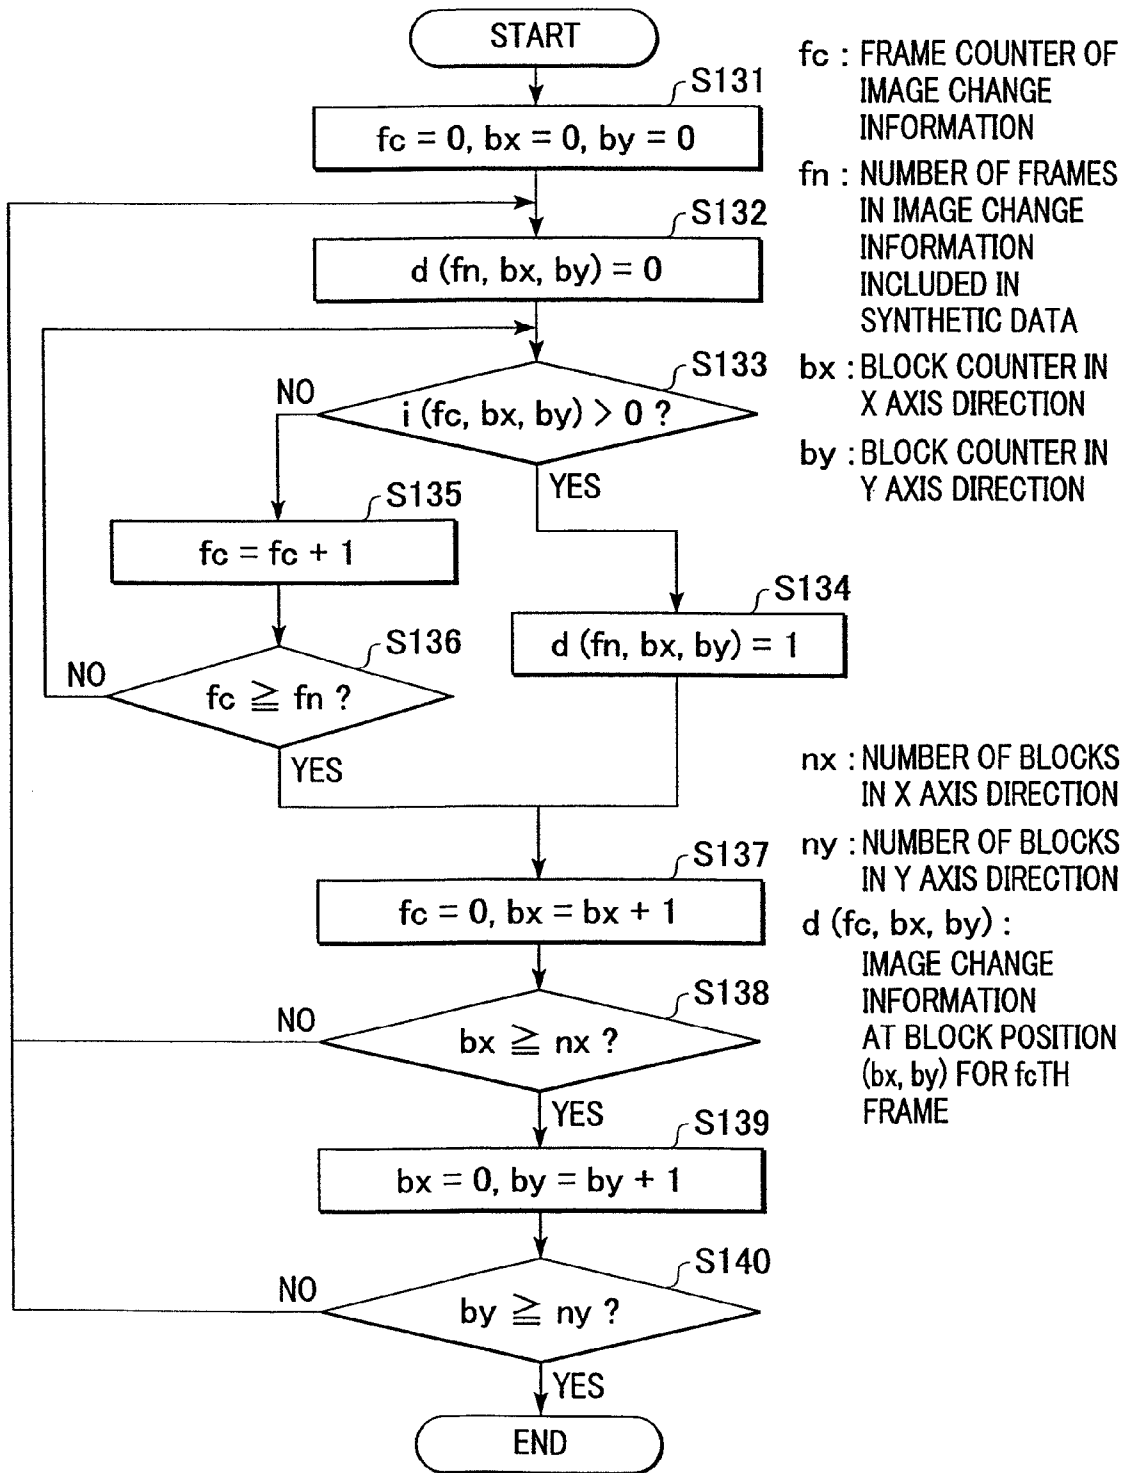 START
S131
fc = 0, bx = 0, by = 0
S132
d (fn, bx, by) = 0
S133
i (fc, bx, by) > 0 ?
NO
YES
S135
fc = fc + 1
S134
d (fn, bx, by) = 1
S136
fc ≧ fn ?
NO
YES
S137
fc = 0, bx = bx + 1
S138
bx ≧ nx ?
NO
YES
S139
bx = 0, by = by + 1
S140
by ≧ ny ?
NO
YES
END
fc : FRAME COUNTER OF
IMAGE CHANGE
INFORMATION
fn : NUMBER OF FRAMES
IN IMAGE CHANGE
INFORMATION
INCLUDED IN
SYNTHETIC DATA
bx : BLOCK COUNTER IN
X AXIS DIRECTION
by : BLOCK COUNTER IN
Y AXIS DIRECTION
nx : NUMBER OF BLOCKS
IN X AXIS DIRECTION
ny : NUMBER OF BLOCKS
IN Y AXIS DIRECTION
d (fc, bx, by) :
IMAGE CHANGE
INFORMATION
AT BLOCK POSITION
(bx, by) FOR fcTH
FRAME